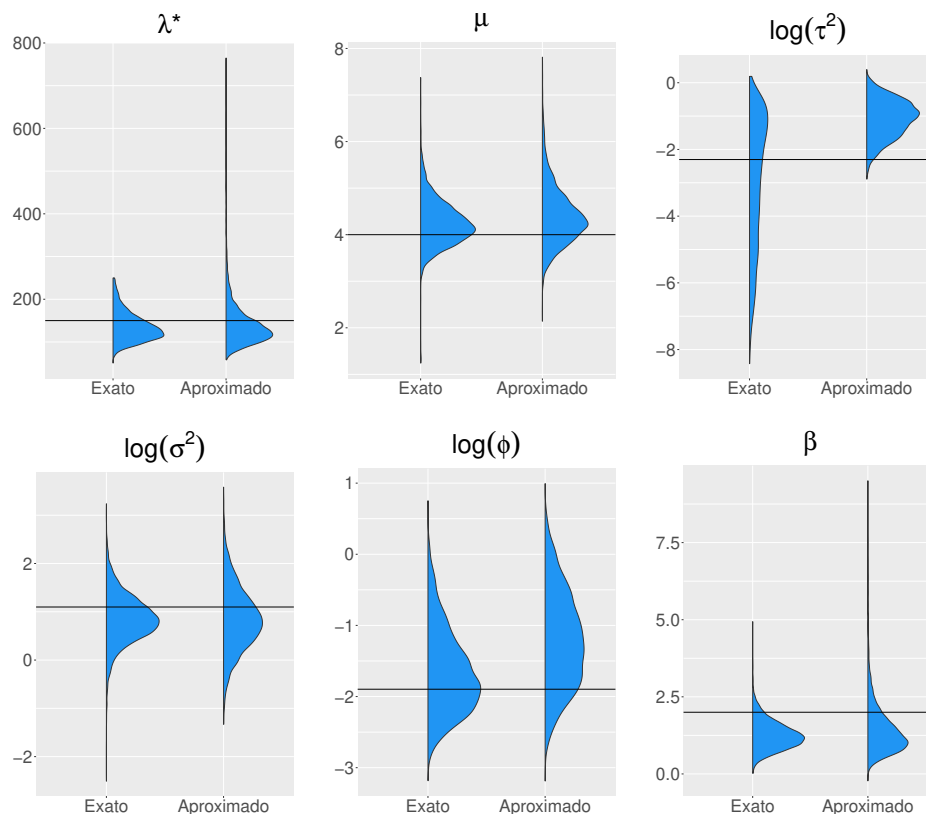 λ*
800
600
400
200
Exato Aproximado
μ
8
6
4
2
Exato Aproximado
log(τ²)
0
−2
−4
−6
−8
Exato Aproximado
log(σ²)
2
0
−2
Exato Aproximado
log(ϕ)
1
0
−1
−2
−3
Exato Aproximado
β
7.5
5.0
2.5
0.0
Exato Aproximado